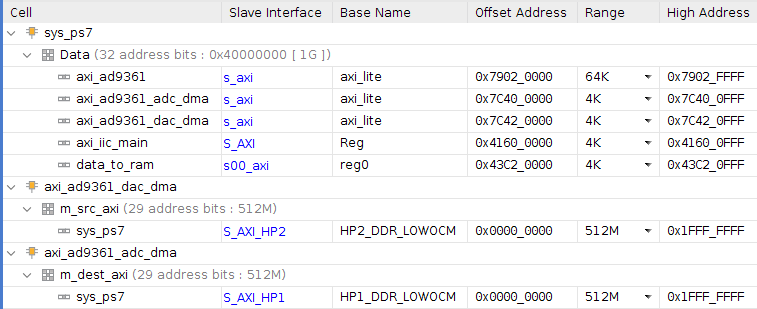 Cell Slave Interface Base Name Offset Address Range High Address
sys_ps7
Data (32 address bits : 0x40000000 [ 1G ])
axi_ad9361 s_axi axi_lite 0x7902_0000 64K 0x7902_FFFF
axi_ad9361_adc_dma s_axi axi_lite 0x7C40_0000 4K 0x7C40_0FFF
axi_ad9361_dac_dma s_axi axi_lite 0x7C42_0000 4K 0x7C42_0FFF
axi_iic_main S_AXI Reg 0x4160_0000 4K 0x4160_0FFF
data_to_ram s00_axi reg0 0x43C2_0000 4K 0x43C2_0FFF
axi_ad9361_dac_dma
m_src_axi (29 address bits : 512M)
sys_ps7 S_AXI_HP2 HP2_DDR_LOWOCM 0x0000_0000 512M 0x1FFF_FFFF
axi_ad9361_adc_dma
m_dest_axi (29 address bits : 512M)
sys_ps7 S_AXI_HP1 HP1_DDR_LOWOCM 0x0000_0000 512M 0x1FFF_FFFF